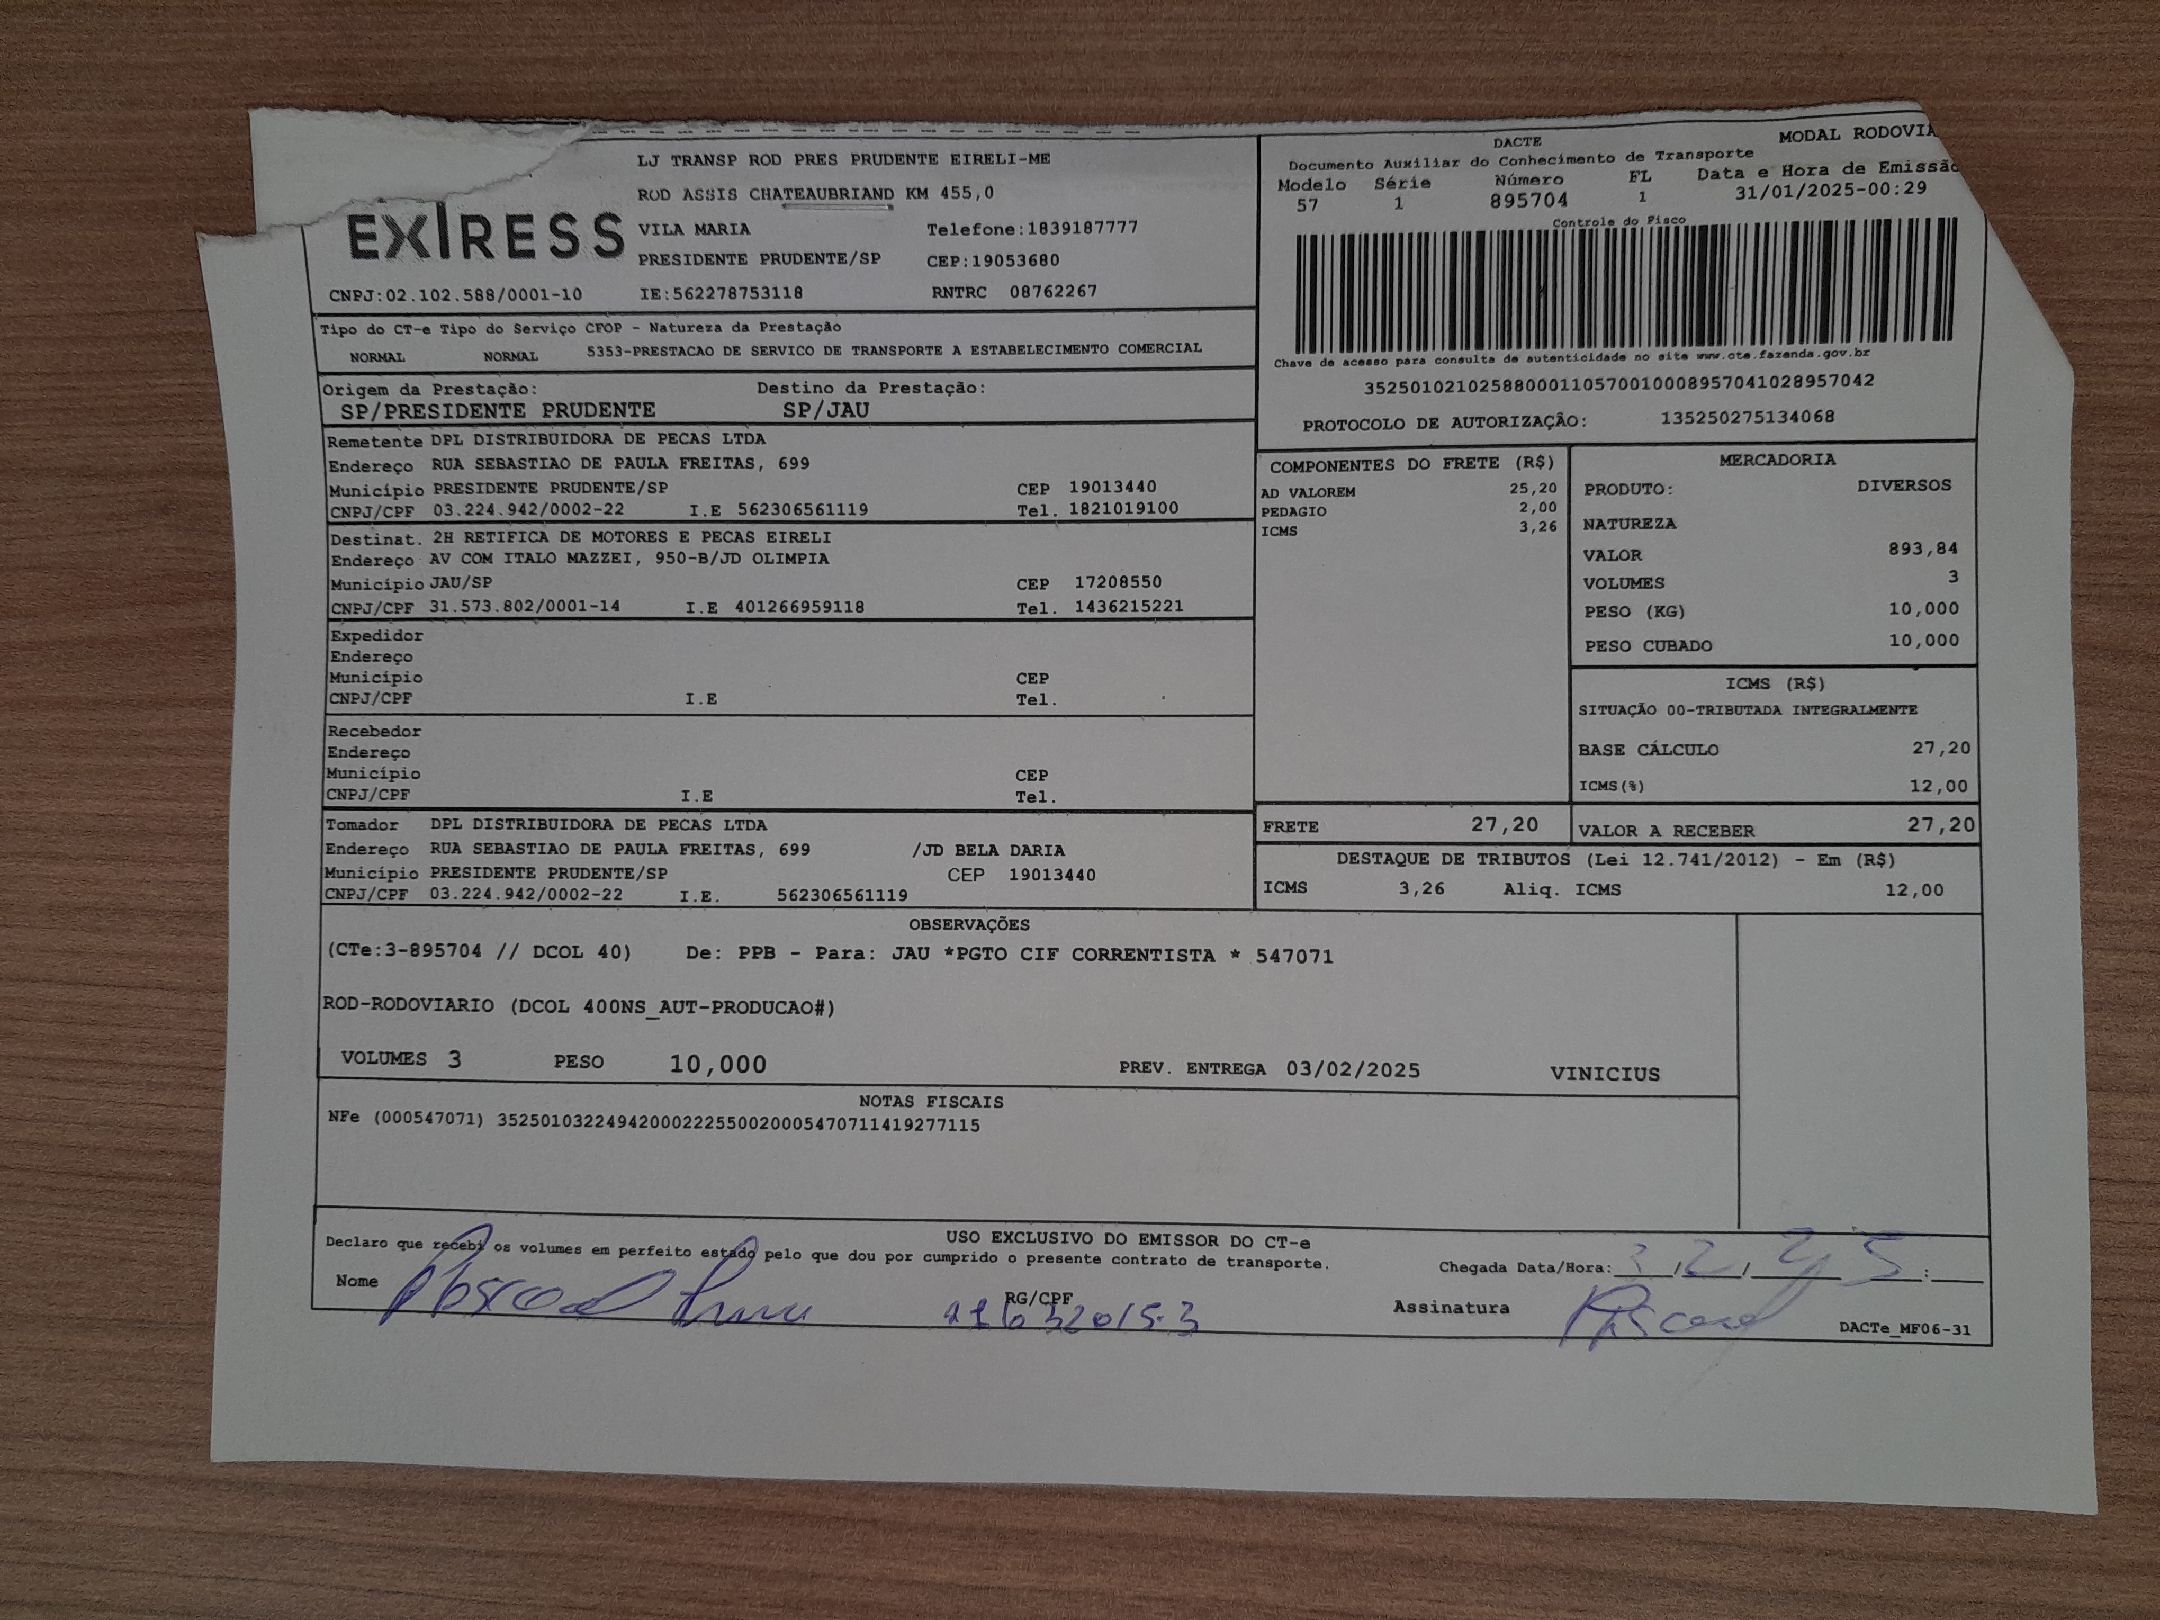 EXPRESS
LJ TRANSP ROD PRES PRUDENTE EIRELI-ME
ROD ASSIS CHATEAUBRIAND KM 455,0
VILA MARIA Telefone:1839187777
PRESIDENTE PRUDENTE/SP CEP:19053680
CNPJ:02.102.588/0001-10 IE:562278753118 RNTRC 08762267
DACTE MODAL RODOVIA
Documento Auxiliar do Conhecimento de Transporte
Modelo Série Número FL Data e Hora de Emissão
57 1 895704 1 31/01/2025-00:29
Controle do Fisco
Chave de acesso para consulta de autenticidade no site www.cte.fazenda.gov.br
35250102102588000110570010008957041028957042
PROTOCOLO DE AUTORIZAÇÃO: 135250275134068
Tipo do CT-e Tipo do Serviço CFOP - Natureza da Prestação
NORMAL NORMAL 5353-PRESTACAO DE SERVICO DE TRANSPORTE A ESTABELECIMENTO COMERCIAL
Origem da Prestação: Destino da Prestação:
SP/PRESIDENTE PRUDENTE SP/JAU
Remetente DPL DISTRIBUIDORA DE PECAS LTDA
Endereço RUA SEBASTIAO DE PAULA FREITAS, 699
Município PRESIDENTE PRUDENTE/SP CEP 19013440
CNPJ/CPF 03.224.942/0002-22 I.E 562306561119 Tel. 1821019100
Destinat. 2H RETIFICA DE MOTORES E PECAS EIRELI
Endereço AV COM ITALO MAZZEI, 950-B/JD OLIMPIA
Município JAU/SP CEP 17208550
CNPJ/CPF 31.573.802/0001-14 I.E 401266959118 Tel. 1436215221
Expedidor
Endereço
Município CEP
CNPJ/CPF I.E Tel.
Recebedor
Endereço
Município CEP
CNPJ/CPF I.E Tel.
Tomador DPL DISTRIBUIDORA DE PECAS LTDA
Endereço RUA SEBASTIAO DE PAULA FREITAS, 699 /JD BELA DARIA
Município PRESIDENTE PRUDENTE/SP CEP 19013440
CNPJ/CPF 03.224.942/0002-22 I.E. 562306561119
COMPONENTES DO FRETE (R$)
AD VALOREM 25,20
PEDAGIO 2,00
ICMS 3,26
MERCADORIA
PRODUTO: DIVERSOS
NATUREZA
VALOR 893,84
VOLUMES 3
PESO (KG) 10,000
PESO CUBADO 10,000
ICMS (R$)
SITUAÇÃO 00-TRIBUTADA INTEGRALMENTE
BASE CÁLCULO 27,20
ICMS(%) 12,00
FRETE 27,20 VALOR A RECEBER 27,20
DESTAQUE DE TRIBUTOS (Lei 12.741/2012) - Em (R$)
ICMS 3,26 Aliq. ICMS 12,00
OBSERVAÇÕES
(CTe:3-895704 // DCOL 40) De: PPB - Para: JAU *PGTO CIF CORRENTISTA * 547071
ROD-RODOVIARIO (DCOL 400NS_AUT-PRODUCAO#)
VOLUMES 3 PESO 10,000 PREV. ENTREGA 03/02/2025 VINICIUS
NOTAS FISCAIS
NFe (000547071) 35250103224942000222550020005470711419277115
USO EXCLUSIVO DO EMISSOR DO CT-e
Declaro que recebi os volumes em perfeito estado pelo que dou por cumprido o presente contrato de transporte.
Chegada Data/Hora: 3/2/25 :
Nome RG/CPF Assinatura
DACTe_MF06-31